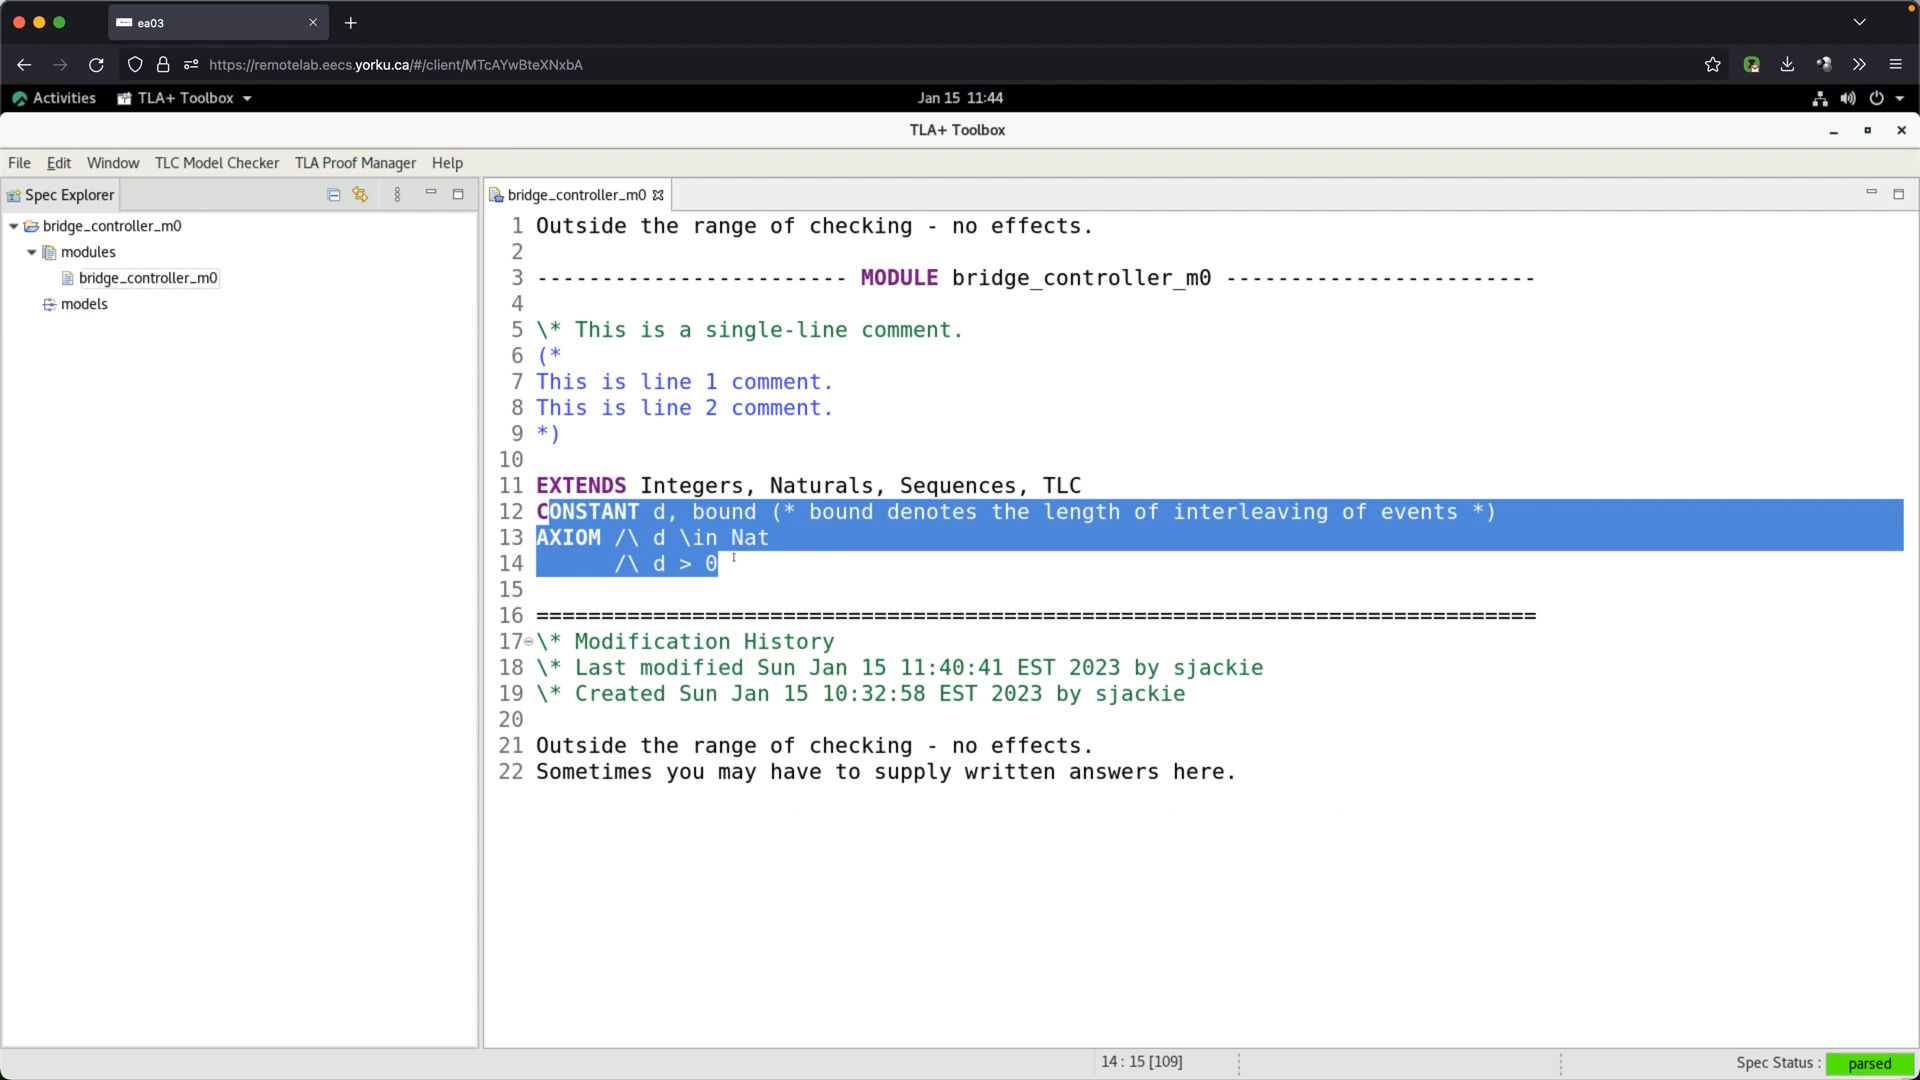 ea03
https://remotelab.eecs.yorku.ca/#/client/MTcAYwBteXNxbA
Activities TLA+ Toolbox Jan 15 11:44
TLA+ Toolbox
File Edit Window TLC Model Checker TLA Proof Manager Help
Spec Explorer
bridge_controller_m0
modules
bridge_controller_m0
models
bridge_controller_m0
1 Outside the range of checking - no effects.
2
3 ------------------------ MODULE bridge_controller_m0 ------------------------
4
5 \* This is a single-line comment.
6 (*
7 This is line 1 comment.
8 This is line 2 comment.
9 *)
10
11 EXTENDS Integers, Naturals, Sequences, TLC
12 CONSTANT d, bound (* bound denotes the length of interleaving of events *)
13 AXIOM /\ d \in Nat
14 /\ d > 0
15
16 =============================================================================
17 \* Modification History
18 \* Last modified Sun Jan 15 11:40:41 EST 2023 by sjackie
19 \* Created Sun Jan 15 10:32:58 EST 2023 by sjackie
20
21 Outside the range of checking - no effects.
22 Sometimes you may have to supply written answers here.
14 : 15 [109] Spec Status : parsed